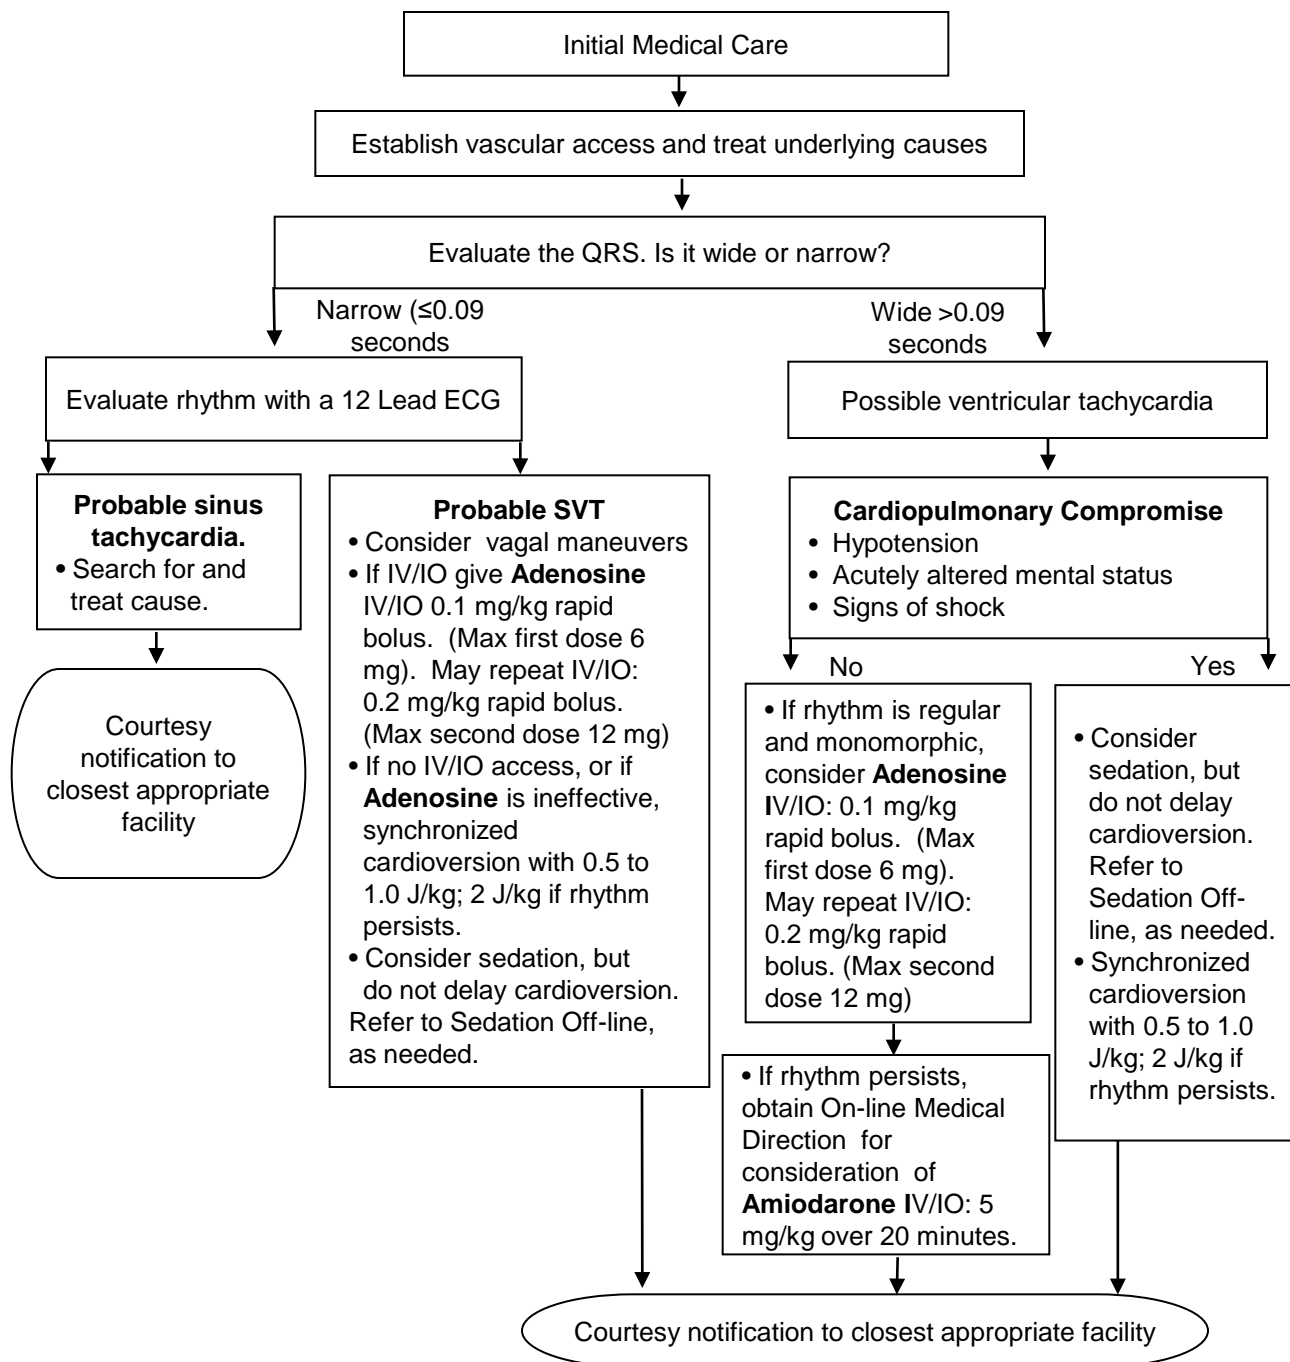 Initial Medical Care
Establish vascular access and treat underlying causes
Evaluate the QRS. Is it wide or narrow?
Narrow (≤0.09
seconds
Wide >0.09
seconds
Evaluate rhythm with a 12 Lead ECG
Possible ventricular tachycardia
Probable sinus
tachycardia.
• Search for and
treat cause.
Courtesy
notification to
closest appropriate
facility
Probable SVT
• Consider vagal maneuvers
• If IV/IO give Adenosine
IV/IO 0.1 mg/kg rapid
bolus. (Max first dose 6
mg). May repeat IV/IO:
0.2 mg/kg rapid bolus.
(Max second dose 12 mg)
• If no IV/IO access, or if
Adenosine is ineffective,
synchronized
cardioversion with 0.5 to
1.0 J/kg; 2 J/kg if rhythm
persists.
• Consider sedation, but
do not delay cardioversion.
Refer to Sedation Off-line,
as needed.
Cardiopulmonary Compromise
• Hypotension
• Acutely altered mental status
• Signs of shock
No
Yes
• If rhythm is regular
and monomorphic,
consider Adenosine
IV/IO: 0.1 mg/kg
rapid bolus. (Max
first dose 6 mg).
May repeat IV/IO:
0.2 mg/kg rapid
bolus. (Max second
dose 12 mg)
• If rhythm persists,
obtain On-line Medical
Direction for
consideration of
Amiodarone IV/IO: 5
mg/kg over 20 minutes.
• Consider
sedation, but
do not delay
cardioversion.
Refer to
Sedation Off-
line, as needed.
• Synchronized
cardioversion
with 0.5 to 1.0
J/kg; 2 J/kg if
rhythm persists.
Courtesy notification to closest appropriate facility